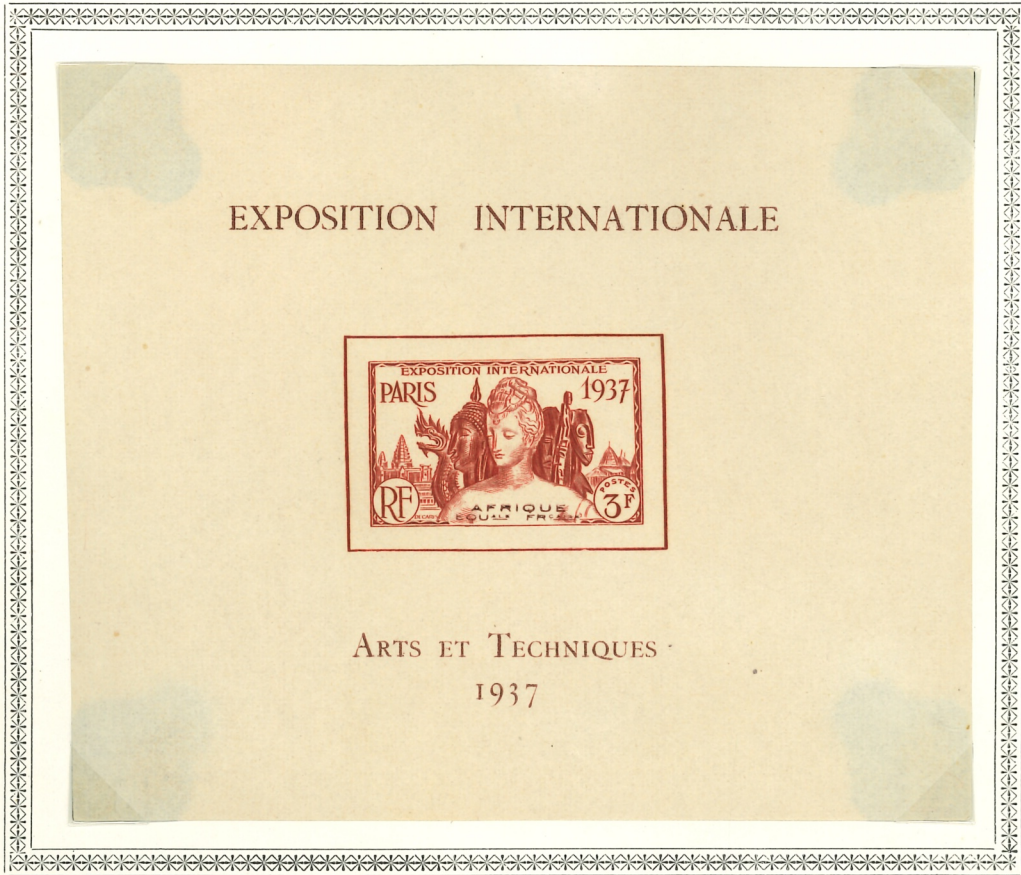 EXPOSITION INTERNATIONALE
EXPOSITION INTERNATIONALE
PARIS 1937
POSTES
RF 3F
AFRIQUE
ARTS ET TECHNIQUES
1937